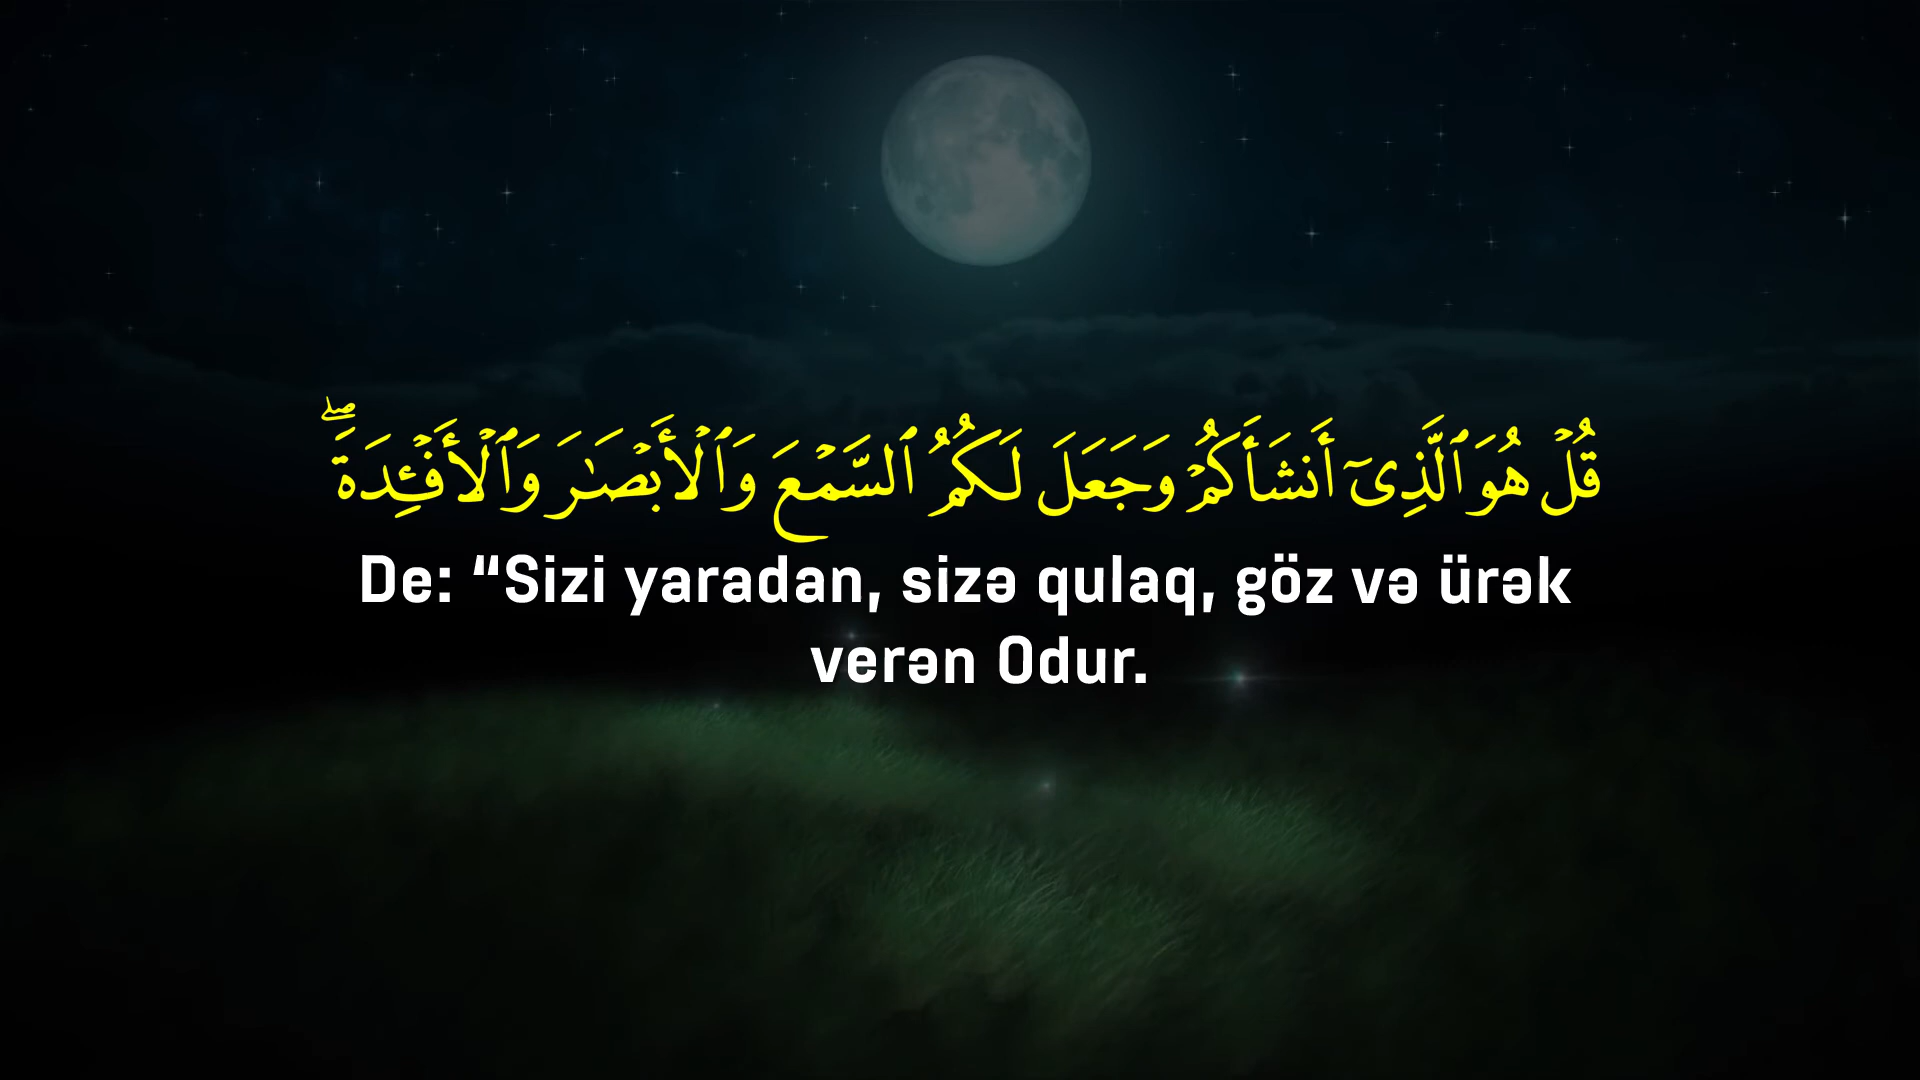 قُلۡ هُوَ ٱلَّذِىٓ أَنشَأَكُمۡ وَجَعَلَ لَكُمُ ٱلسَّمۡعَ وَٱلۡأَبۡصَـٰرَ وَٱلۡأَفۡـِٔدَةَۖ
De: “Sizi yaradan, sizə qulaq, göz və ürək
verən Odur.